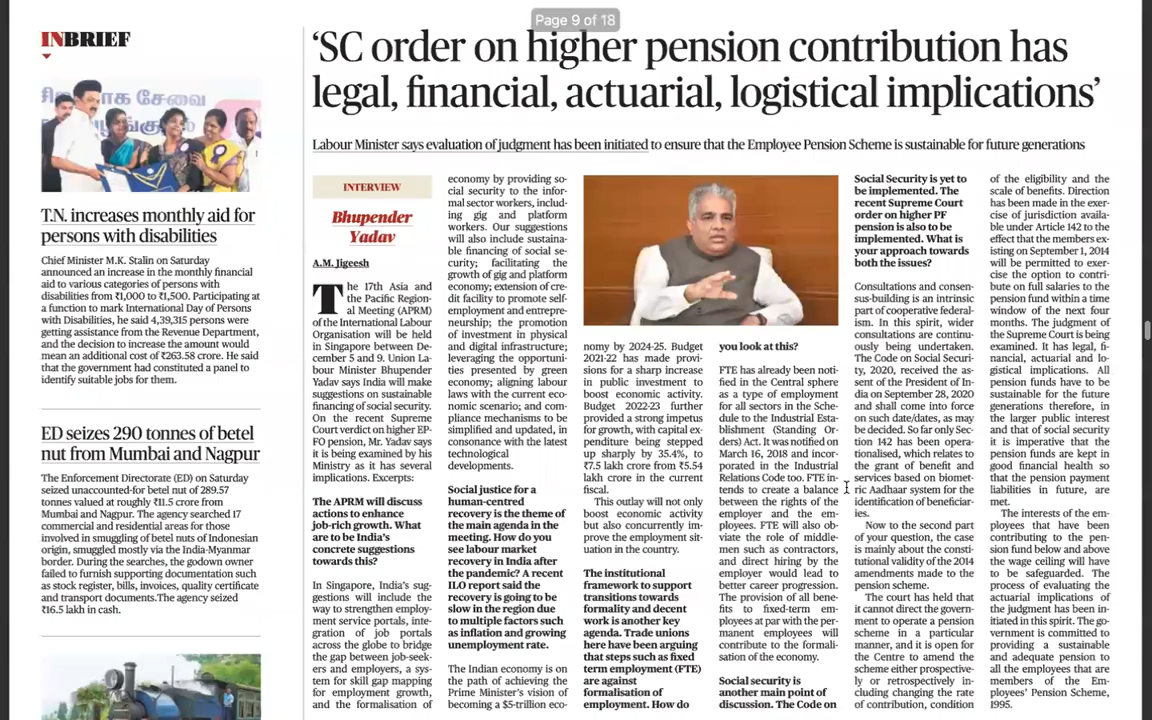 Page 9 of 18
INBRIEF
T.N. increases monthly aid for
persons with disabilities
Chief Minister M.K. Stalin on Saturday
announced an increase in the monthly financial
aid to various categories of persons with
disabilities from ₹1,000 to ₹1,500. Participating at
a function to mark International Day of Persons
with Disabilities, he said 4,39,315 persons were
getting assistance from the Revenue Department,
and the decision to increase the amount would
mean an additional cost of ₹263.58 crore. He said
that the government had constituted a panel to
identify suitable jobs for them.
ED seizes 290 tonnes of betel
nut from Mumbai and Nagpur
The Enforcement Directorate (ED) on Saturday
seized unaccounted-for betel nut of 289.57
tonnes valued at roughly ₹11.5 crore from
Mumbai and Nagpur. The agency searched 17
commercial and residential areas for those
involved in smuggling of betel nuts of Indonesian
origin, smuggled mostly via the India-Myanmar
border. During the searches, the godown owner
failed to furnish supporting documentation such
as stock register, bills, invoices, quality certificate
and transport documents.The agency seized
₹16.5 lakh in cash.
‘SC order on higher pension contribution has
legal, financial, actuarial, logistical implications’
Labour Minister says evaluation of judgment has been initiated to ensure that the Employee Pension Scheme is sustainable for future generations
INTERVIEW
Bhupender
Yadav
A.M. Jigeesh
The 17th Asia and
the Pacific Region-
al Meeting (APRM)
of the International Labour
Organisation will be held
in Singapore between De-
cember 5 and 9. Union La-
bour Minister Bhupender
Yadav says India will make
suggestions on sustainable
financing of social security.
On the recent Supreme
Court verdict on higher EP-
FO pension, Mr. Yadav says
it is being examined by his
Ministry as it has several
implications. Excerpts:
The APRM will discuss
actions to enhance
job-rich growth. What
are to be India’s
concrete suggestions
towards this?
In Singapore, India’s sug-
gestions will include the
way to strengthen employ-
ment service portals, inte-
gration of job portals
across the globe to bridge
the gap between job-seek-
ers and employers, a sys-
tem for skill gap mapping
for employment growth,
and the formalisation of
economy by providing so-
cial security to the infor-
mal sector workers, includ-
ing gig and platform
workers. Our suggestions
will also include sustaina-
ble financing of social se-
curity; facilitating the
growth of gig and platform
economy; extension of cre-
dit facility to promote self-
employment and entrepre-
neurship; the promotion
of investment in physical
and digital infrastructure;
leveraging the opportuni-
ties presented by green
economy; aligning labour
laws with the current eco-
nomic scenario; and com-
pliance mechanisms to be
simplified and updated, in
consonance with the latest
technological
developments.
Social justice for a
human-centred
recovery is the theme of
the main agenda in the
meeting. How do you
see labour market
recovery in India after
the pandemic? A recent
ILO report said the
recovery is going to be
slow in the region due
to multiple factors such
as inflation and growing
unemployment rate.
The Indian economy is on
the path of achieving the
Prime Minister’s vision of
becoming a $5-trillion eco-
nomy by 2024-25. Budget
2021-22 has made provi-
sions for a sharp increase
in public investment to
boost economic activity.
Budget 2022-23 further
provided a strong impetus
for growth, with capital ex-
penditure being stepped
up sharply by 35.4%, to
₹7.5 lakh crore from ₹5.54
lakh crore in the current
fiscal.
This outlay will not only
boost economic activity
but also concurrently im-
prove the employment sit-
uation in the country.
The institutional
framework to support
transitions towards
formality and decent
work is another key
agenda. Trade unions
here have been arguing
that steps such as fixed
term employment (FTE)
are against
formalisation of
employment. How do
you look at this?
FTE has already been noti-
fied in the Central sphere
as a type of employment
for all sectors in the Sche-
dule to the Industrial Esta-
blishment (Standing Or-
ders) Act. It was notified on
March 16, 2018 and incor-
porated in the Industrial
Relations Code too. FTE in-
tends to create a balance
between the rights of the
employer and the em-
ployees. FTE will also ob-
viate the role of middle-
men such as contractors,
and direct hiring by the
employer would lead to
better career progression.
The provision of all bene-
fits to fixed-term em-
ployees at par with the per-
manent employees will
contribute to the formali-
sation of the economy.
Social security is
another main point of
discussion. The Code on
Social Security is yet to
be implemented. The
recent Supreme Court
order on higher PF
pension is also to be
implemented. What is
your approach towards
both the issues?
Consultations and consen-
sus-building is an intrinsic
part of cooperative federal-
ism. In this spirit, wider
consultations are continu-
ously being undertaken.
The Code on Social Securi-
ty, 2020, received the as-
sent of the President of In-
dia on September 28, 2020
and shall come into force
on such date/dates, as may
be decided. So far only Sec-
tion 142 has been opera-
tionalised, which relates to
the grant of benefit and
services based on biomet-
ric Aadhaar system for the
identification of beneficiar-
ies.
Now to the second part
of your question, the case
is mainly about the consti-
tutional validity of the 2014
amendments made to the
pension scheme.
The court has held that
it cannot direct the govern-
ment to operate a pension
scheme in a particular
manner, and it is open for
the Centre to amend the
scheme either prospective-
ly or retrospectively in-
cluding changing the rate
of contribution, condition
of the eligibility and the
scale of benefits. Direction
has been made in the exer-
cise of jurisdiction availa-
ble under Article 142 to the
effect that the members ex-
isting on September 1, 2014
will be permitted to exer-
cise the option to contri-
bute on full salaries to the
pension fund within a time
window of the next four
months. The judgment of
the Supreme Court is being
examined. It has legal, fi-
nancial, actuarial and lo-
gistical implications. All
pension funds have to be
sustainable for the future
generations therefore, in
the larger public interest
and that of social security
it is imperative that the
pension funds are kept in
good financial health so
that the pension payment
liabilities in future, are
met.
The interests of the em-
ployees that have been
contributing to the pen-
sion fund below and above
the wage ceiling will have
to be safeguarded. The
process of evaluating the
actuarial implications of
the judgment has been in-
itiated in this spirit. The go-
vernment is committed to
providing a sustainable
and adequate pension to
all the employees that are
members of the Em-
ployees’ Pension Scheme,
1995.